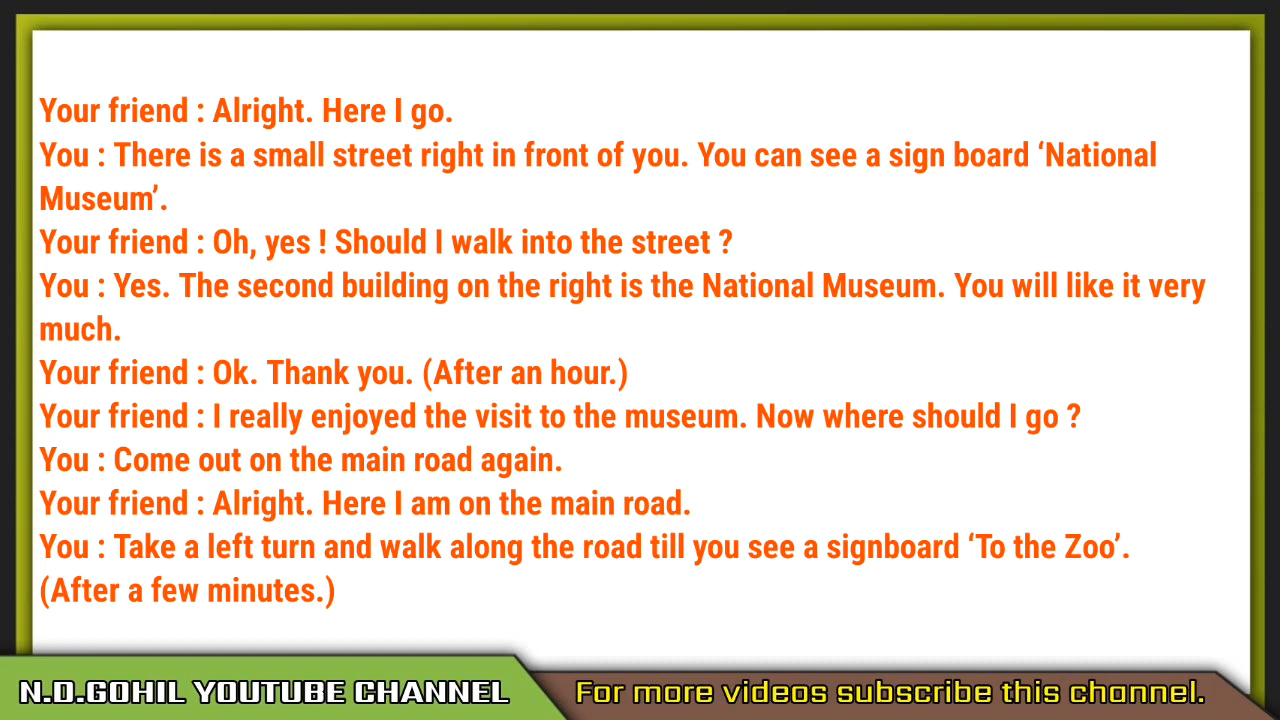 Your friend : Alright. Here I go.
You : There is a small street right in front of you. You can see a sign board ‘National
Museum’.
Your friend : Oh, yes ! Should I walk into the street ?
You : Yes. The second building on the right is the National Museum. You will like it very
much.
Your friend : Ok. Thank you. (After an hour.)
Your friend : I really enjoyed the visit to the museum. Now where should I go ?
You : Come out on the main road again.
Your friend : Alright. Here I am on the main road.
You : Take a left turn and walk along the road till you see a signboard ‘To the Zoo’.
(After a few minutes.)
N.D.GOHIL YOUTUBE CHANNEL
For more videos subscribe this channel.